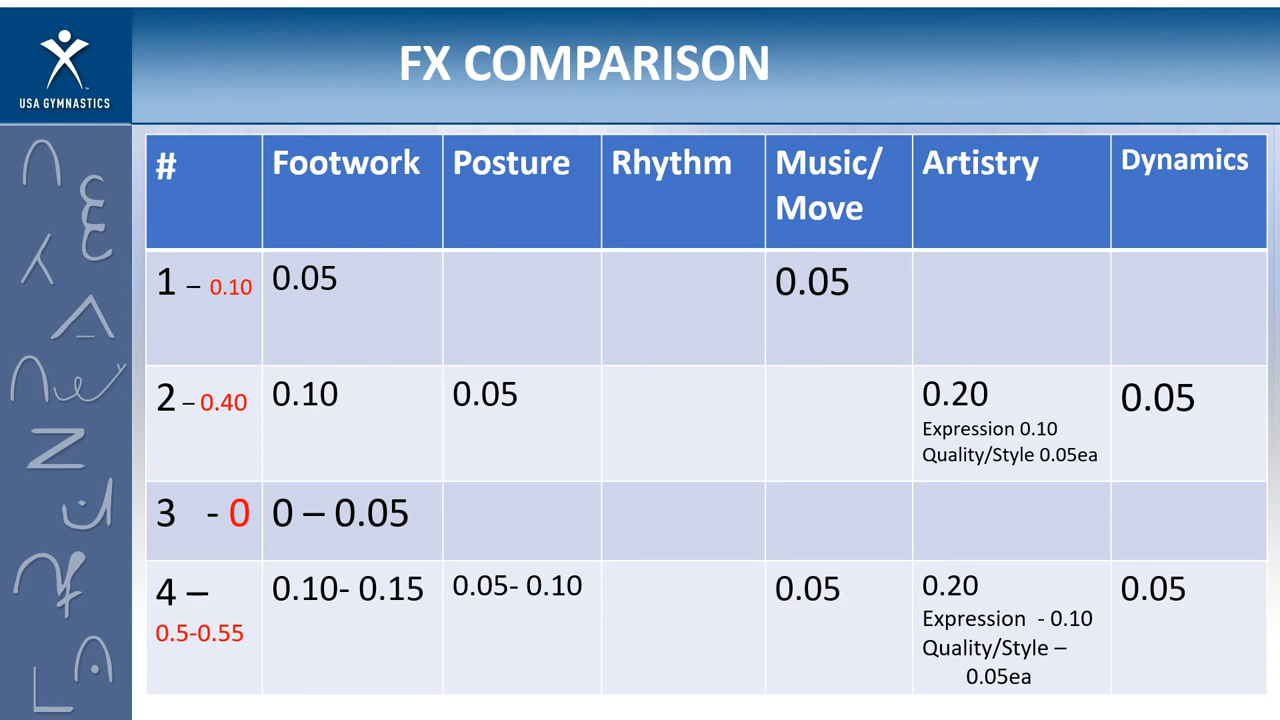 FX COMPARISON
USA GYMNASTICS
# Footwork Posture Rhythm Music/ Artistry Dynamics
Move
1 – 0.10 0.05 0.05
2 – 0.40 0.10 0.05 0.20 0.05
Expression 0.10
Quality/Style 0.05ea
3 - 0 0 – 0.05
4 – 0.10- 0.15 0.05- 0.10 0.05 0.20 0.05
0.5-0.55 Expression - 0.10
Quality/Style –
0.05ea